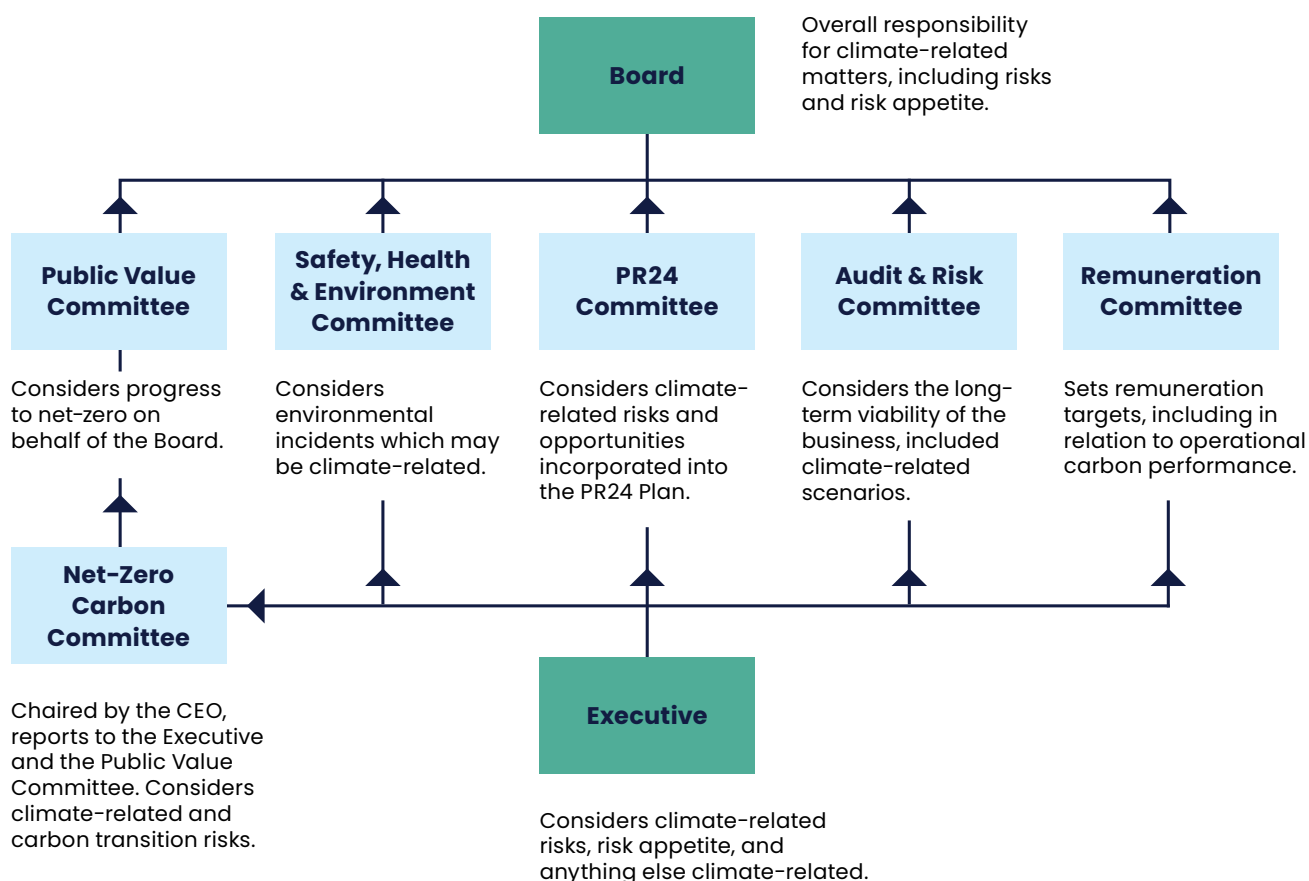 Board
Overall responsibility
for climate-related
matters, including risks
and risk appetite.
Public Value
Committee
Considers progress
to net-zero on
behalf of the Board.
Safety, Health
& Environment
Committee
Considers
environmental
incidents which may
be climate-related.
PR24
Committee
Considers climate-
related risks and
opportunities
incorporated into
the PR24 Plan.
Audit & Risk
Committee
Considers the long-
term viability of the
business, included
climate-related
scenarios.
Remuneration
Committee
Sets remuneration
targets, including in
relation to operational
carbon performance.
Net-Zero
Carbon
Committee
Chaired by the CEO,
reports to the Executive
and the Public Value
Committee. Considers
climate-related and
carbon transition risks.
Executive
Considers climate-related
risks, risk appetite, and
anything else climate-related.